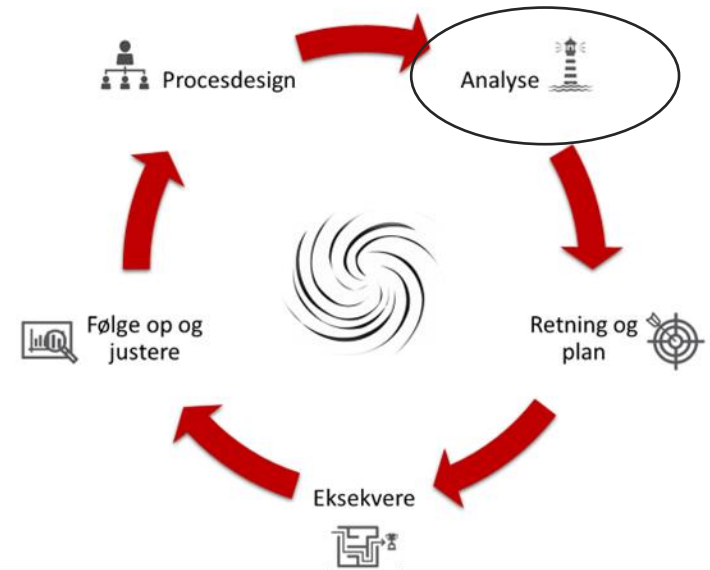 Procesdesign
Analyse
Retning og
plan
Eksekvere
Følge op og
justere